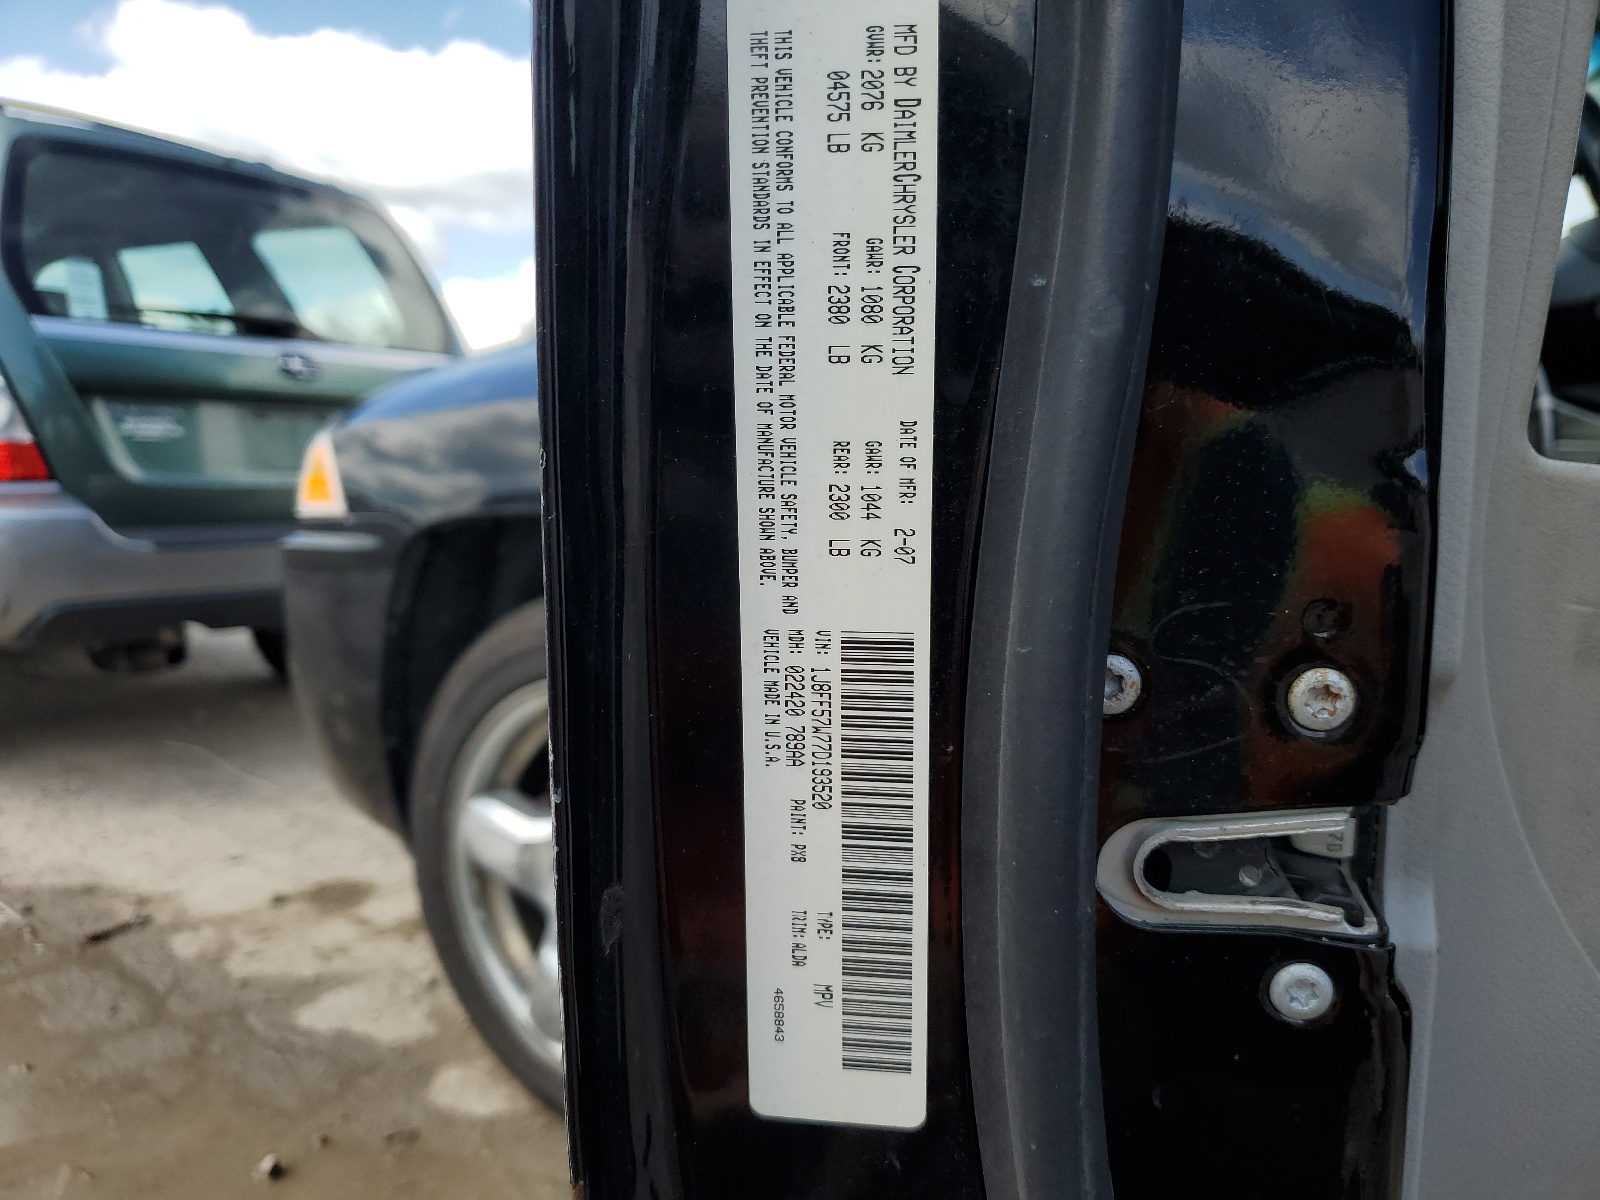 MFD BY DAIMLERCHRYSLER CORPORATION DATE OF MFR: 2-07
GVWR: 2076 KG GAWR: 1080 KG GAWR: 1044 KG
04575 LB FRONT: 2380 LB REAR: 2300 LB
THIS VEHICLE CONFORMS TO ALL APPLICABLE FEDERAL MOTOR VEHICLE SAFETY, BUMPER AND
THEFT PREVENTION STANDARDS IN EFFECT ON THE DATE OF MANUFACTURE SHOWN ABOVE.
VIN: 1J8FF57W77D193520 TYPE: MPV
MDH: 022420 789AA PAINT: PX8 TRIM: ALDA
VEHICLE MADE IN U.S.A.
4658843